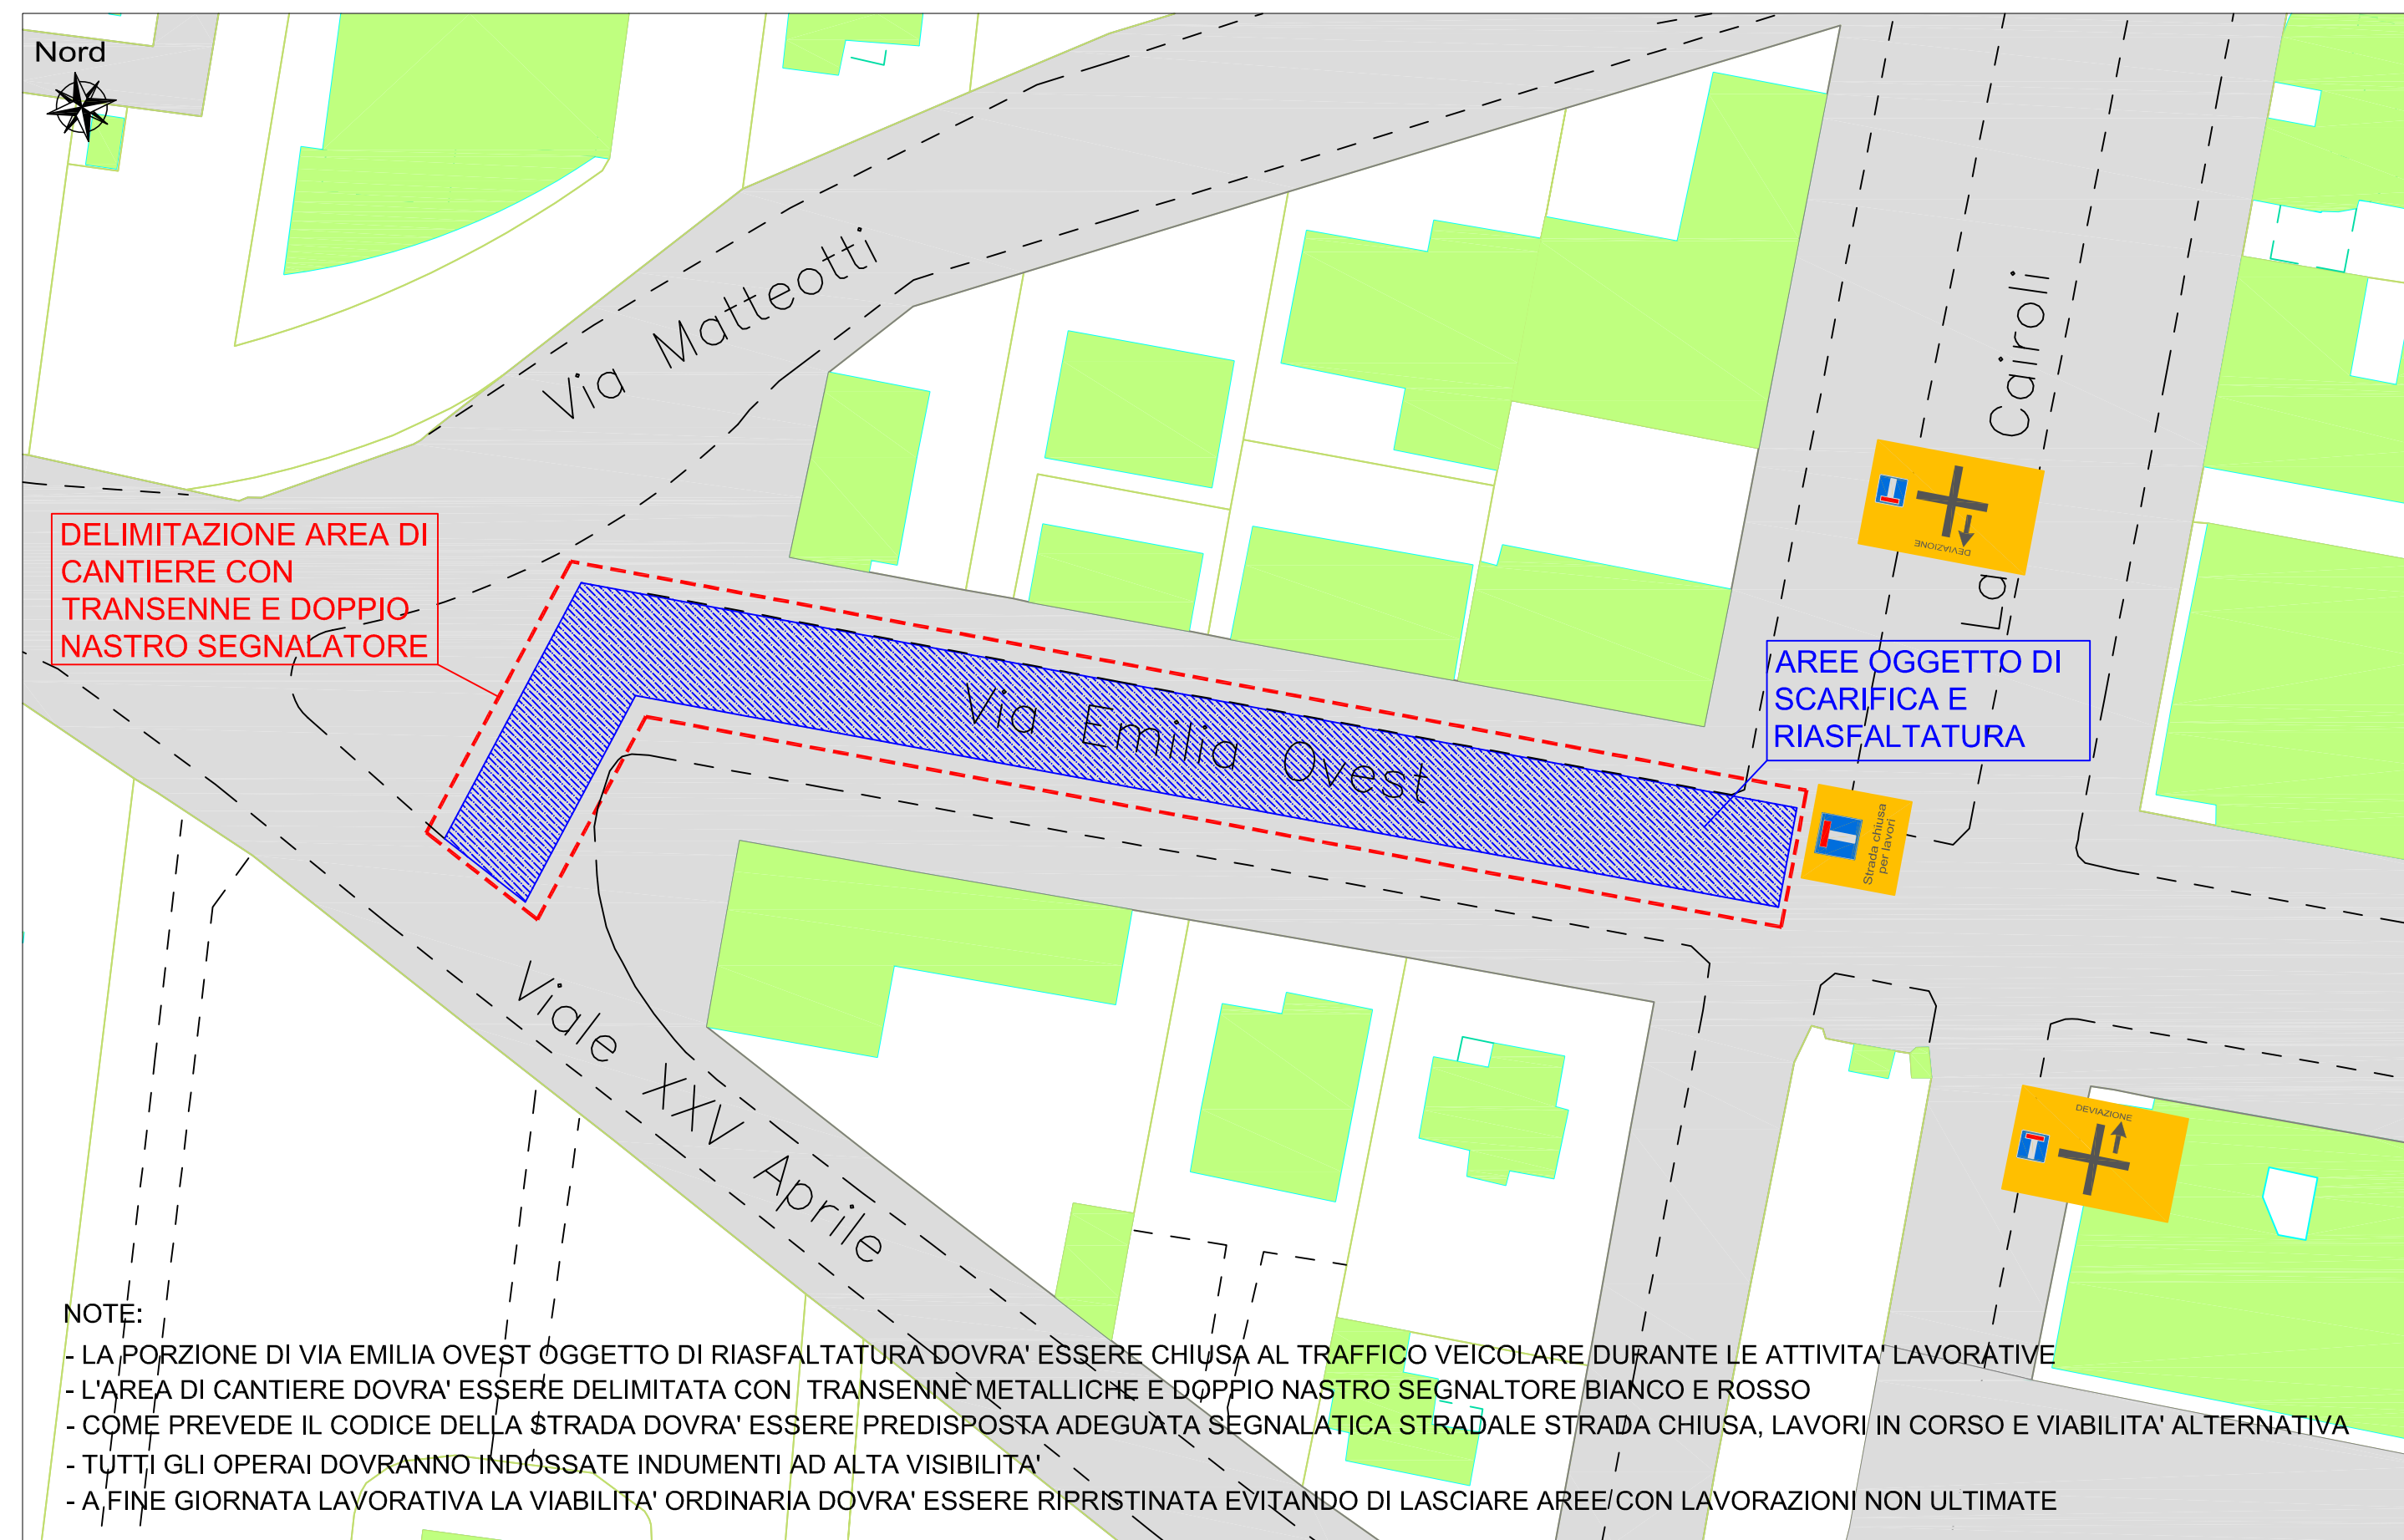 Nord
Via Matteotti
Cairoli
La
DEVIAZIONE
DELIMITAZIONE AREA DI
CANTIERE CON
TRANSENNE E DOPPIO
NASTRO SEGNALATORE
AREE OGGETTO DI
SCARIFICA E
RIASFALTATURA
Via Emilia Ovest
Strada chiusa
per lavori
Viale XXV Aprile
DEVIAZIONE
NOTE:
- LA PORZIONE DI VIA EMILIA OVEST OGGETTO DI RIASFALTATURA DOVRA' ESSERE CHIUSA AL TRAFFICO VEICOLARE DURANTE LE ATTIVITA' LAVORATIVE
- L'AREA DI CANTIERE DOVRA' ESSERE DELIMITATA CON TRANSENNE METALLICHE E DOPPIO NASTRO SEGNALTORE BIANCO E ROSSO
- COME PREVEDE IL CODICE DELLA STRADA DOVRA' ESSERE PREDISPOSTA ADEGUATA SEGNALATICA STRADALE STRADA CHIUSA, LAVORI IN CORSO E VIABILITA' ALTERNATIVA
- TUTTI GLI OPERAI DOVRANNO INDOSSATE INDUMENTI AD ALTA VISIBILITA'
- A FINE GIORNATA LAVORATIVA LA VIABILITA' ORDINARIA DOVRA' ESSERE RIPRISTINATA EVITANDO DI LASCIARE AREE CON LAVORAZIONI NON ULTIMATE